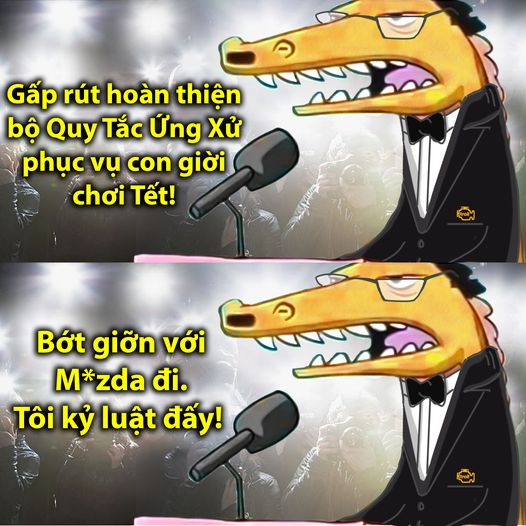 Gấp rút hoàn thiện
bộ Quy Tắc Ứng Xử
phục vụ con giời
chơi Tết!
Bớt giỡn với
M*zda đi.
Tôi kỷ luật đấy!